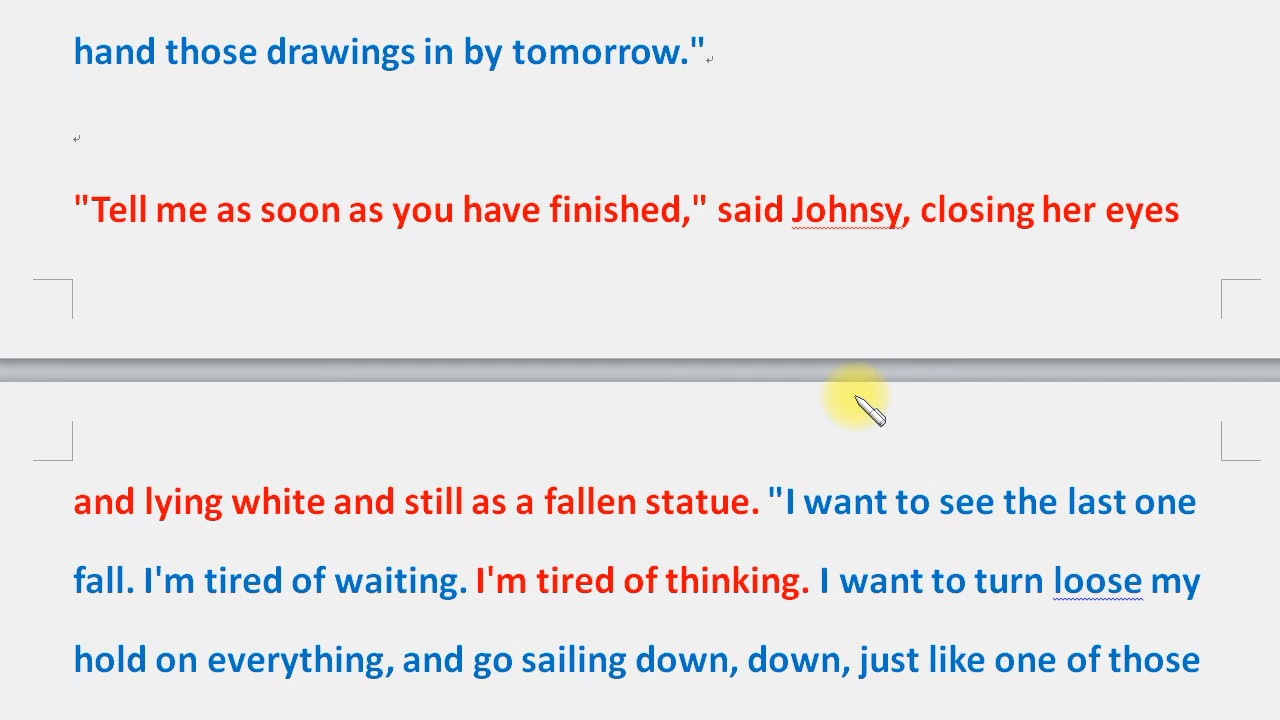 hand those drawings in by tomorrow."
"Tell me as soon as you have finished," said Johnsy, closing her eyes
and lying white and still as a fallen statue. "I want to see the last one
fall. I'm tired of waiting. I'm tired of thinking. I want to turn loose my
hold on everything, and go sailing down, down, just like one of those